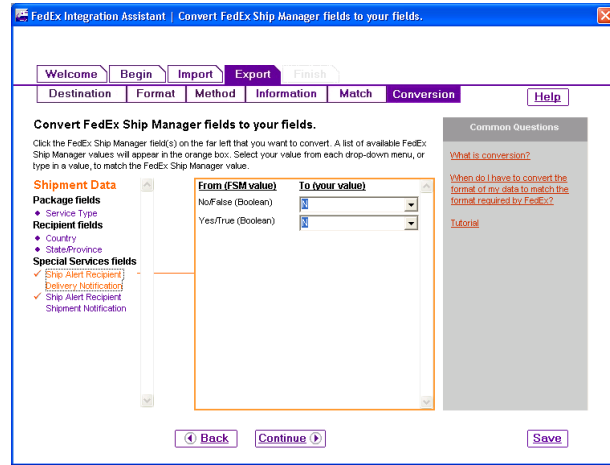 FedEx Integration Assistant | Convert FedEx Ship Manager fields to your fields.
Welcome Begin Import Export Finish
Destination Format Method Information Match Conversion Help
Convert FedEx Ship Manager fields to your fields.
Click the FedEx Ship Manager field(s) on the far left that you want to convert. A list of available FedEx
Ship Manager values will appear in the orange box. Select your value from each drop-down menu, or
type in a value, to match the FedEx Ship Manager value.
Shipment Data
Package fields
Service Type
Recipient fields
Country
State/Province
Special Services fields
Ship Alert Recipient
Delivery Notification
Ship Alert Recipient
Shipment Notification
From (FSM value) To (your value)
No/False (Boolean) N
Yes/True (Boolean) N
Common Questions
What is conversion?
When do I have to convert the
format of my data to match the
format required by FedEx?
Tutorial
Back Continue Save